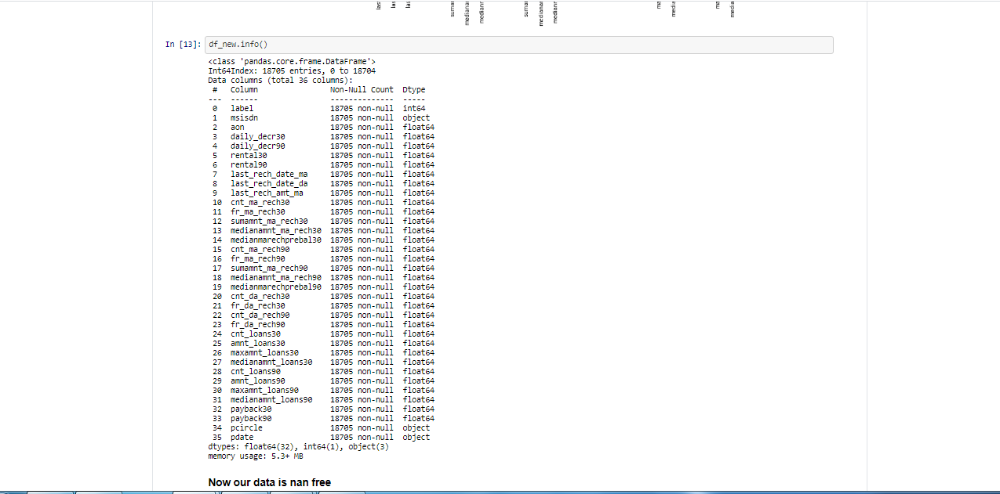 In [13]: df_new.info()
<class 'pandas.core.frame.DataFrame'>
Int64Index: 18705 entries, 0 to 18704
Data columns (total 36 columns):
# Column Non-Null Count Dtype
--- ------ -------------- -----
0 label 18705 non-null int64
1 msisdn 18705 non-null object
2 aon 18705 non-null float64
3 daily_decr30 18705 non-null float64
4 daily_decr90 18705 non-null float64
5 rental30 18705 non-null float64
6 rental90 18705 non-null float64
7 last_rech_date_ma 18705 non-null float64
8 last_rech_date_da 18705 non-null float64
9 last_rech_amt_ma 18705 non-null float64
10 cnt_ma_rech30 18705 non-null float64
11 fr_ma_rech30 18705 non-null float64
12 sumamnt_ma_rech30 18705 non-null float64
13 medianamnt_ma_rech30 18705 non-null float64
14 medianmarechprebal30 18705 non-null float64
15 cnt_ma_rech90 18705 non-null float64
16 fr_ma_rech90 18705 non-null float64
17 sumamnt_ma_rech90 18705 non-null float64
18 medianamnt_ma_rech90 18705 non-null float64
19 medianmarechprebal90 18705 non-null float64
20 cnt_da_rech30 18705 non-null float64
21 fr_da_rech30 18705 non-null float64
22 cnt_da_rech90 18705 non-null float64
23 fr_da_rech90 18705 non-null float64
24 cnt_loans30 18705 non-null float64
25 amnt_loans30 18705 non-null float64
26 maxamnt_loans30 18705 non-null float64
27 medianamnt_loans30 18705 non-null float64
28 cnt_loans90 18705 non-null float64
29 amnt_loans90 18705 non-null float64
30 maxamnt_loans90 18705 non-null float64
31 medianamnt_loans90 18705 non-null float64
32 payback30 18705 non-null float64
33 payback90 18705 non-null float64
34 pcircle 18705 non-null object
35 pdate 18705 non-null object
dtypes: float64(32), int64(1), object(3)
memory usage: 5.3+ MB
Now our data is nan free